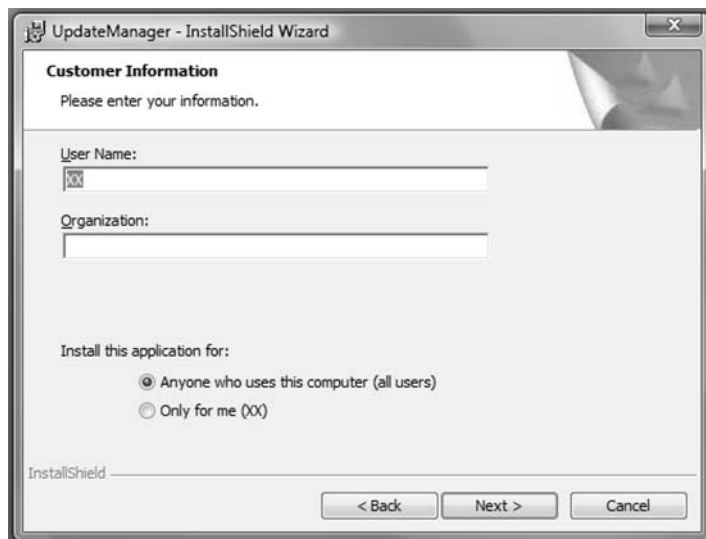 UpdateManager - InstallShield Wizard
Customer Information
Please enter your information.
User Name:
XX
Organization:
Install this application for:
Anyone who uses this computer (all users)
Only for me (XX)
InstallShield
< Back Next > Cancel